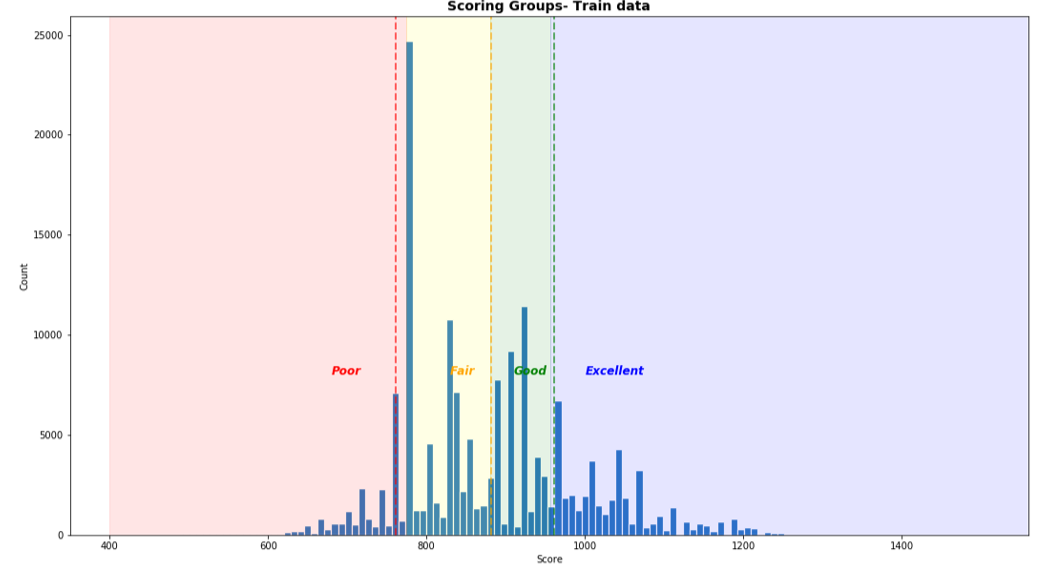 Scoring Groups- Train data
25000
20000
15000
10000
5000
0
Count
Poor
Fair
Good
Excellent
400 600 800 1000 1200 1400
Score